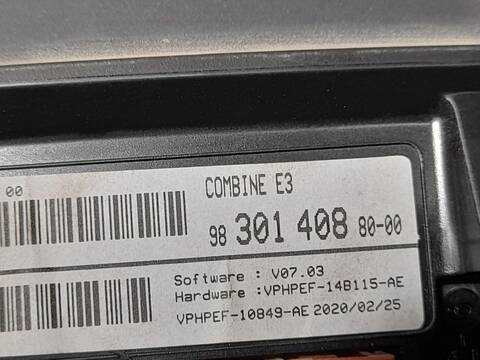 00
COMBINE E3
98 301 408 80-00
Software : V07.03
Hardware :VPHPEF-14B115-AE
VPHPEF-10849-AE 2020/02/25